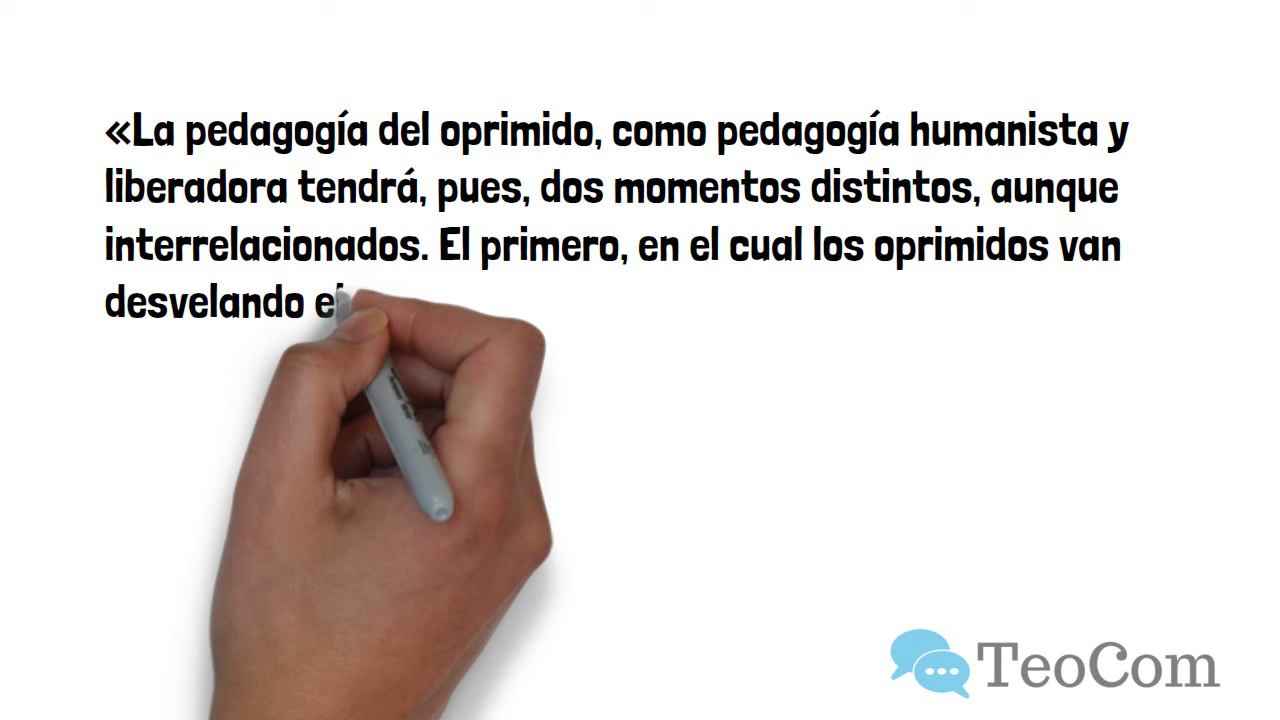 «La pedagogía del oprimido, como pedagogía humanista y
liberadora tendrá, pues, dos momentos distintos, aunque
interrelacionados. El primero, en el cual los oprimidos van
desvelando el
TeoCom